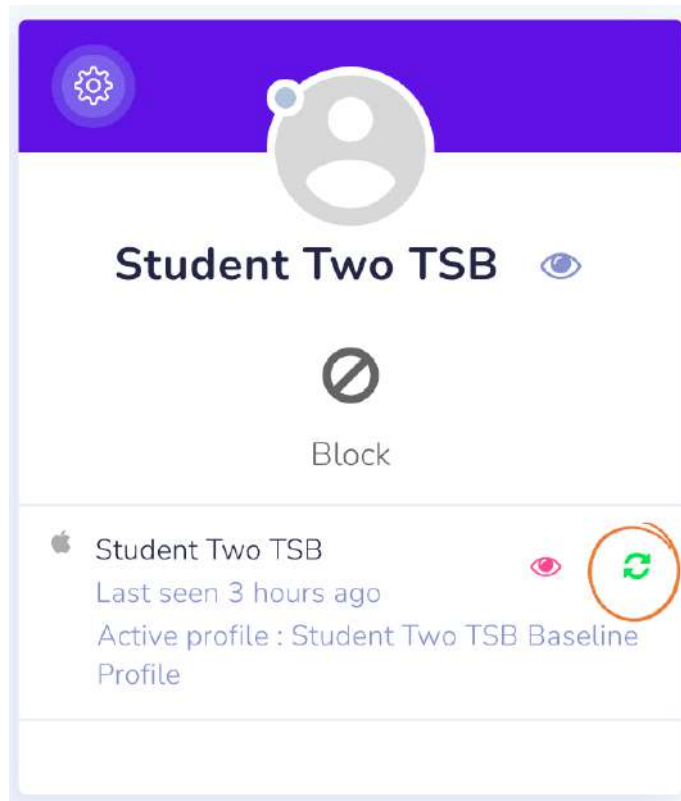 Student Two TSB
Block
Student Two TSB
Last seen 3 hours ago
Active profile : Student Two TSB Baseline
Profile